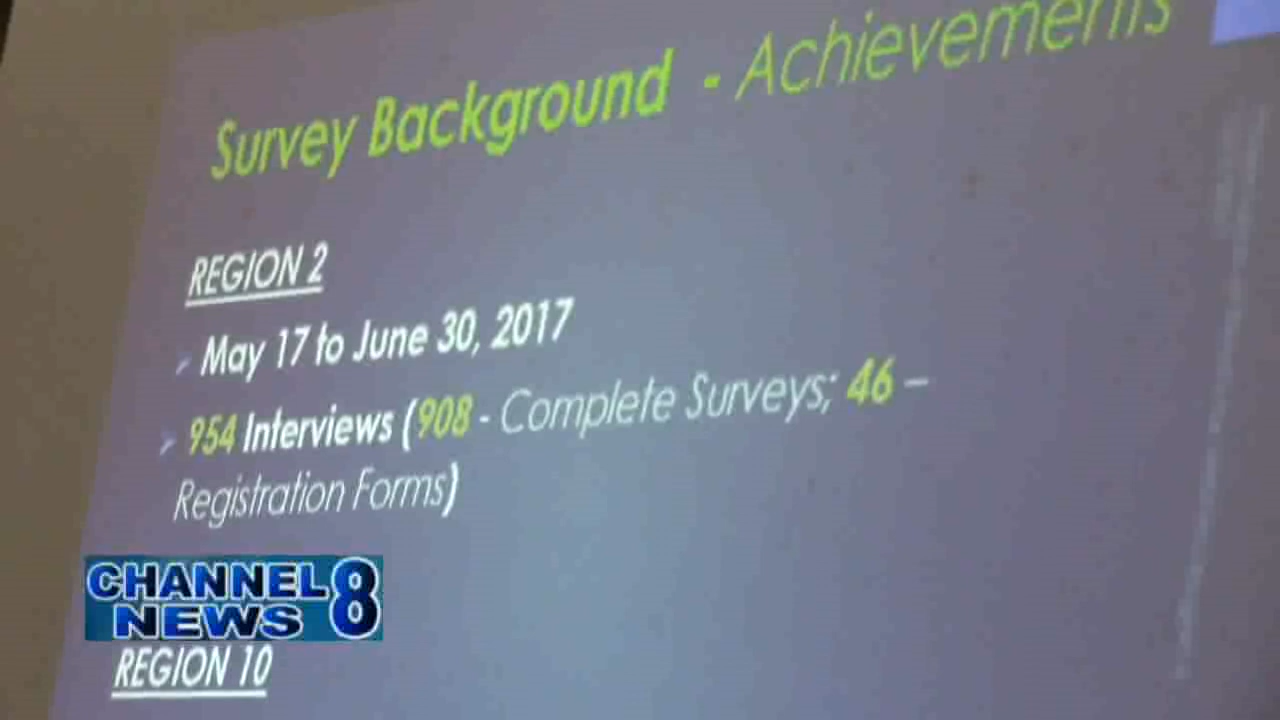 Survey Background - Achievements
REGION 2
May 17 to June 30, 2017
954 Interviews (908 - Complete Surveys; 46 –
Registration Forms)
CHANNEL 8
NEWS
REGION 10